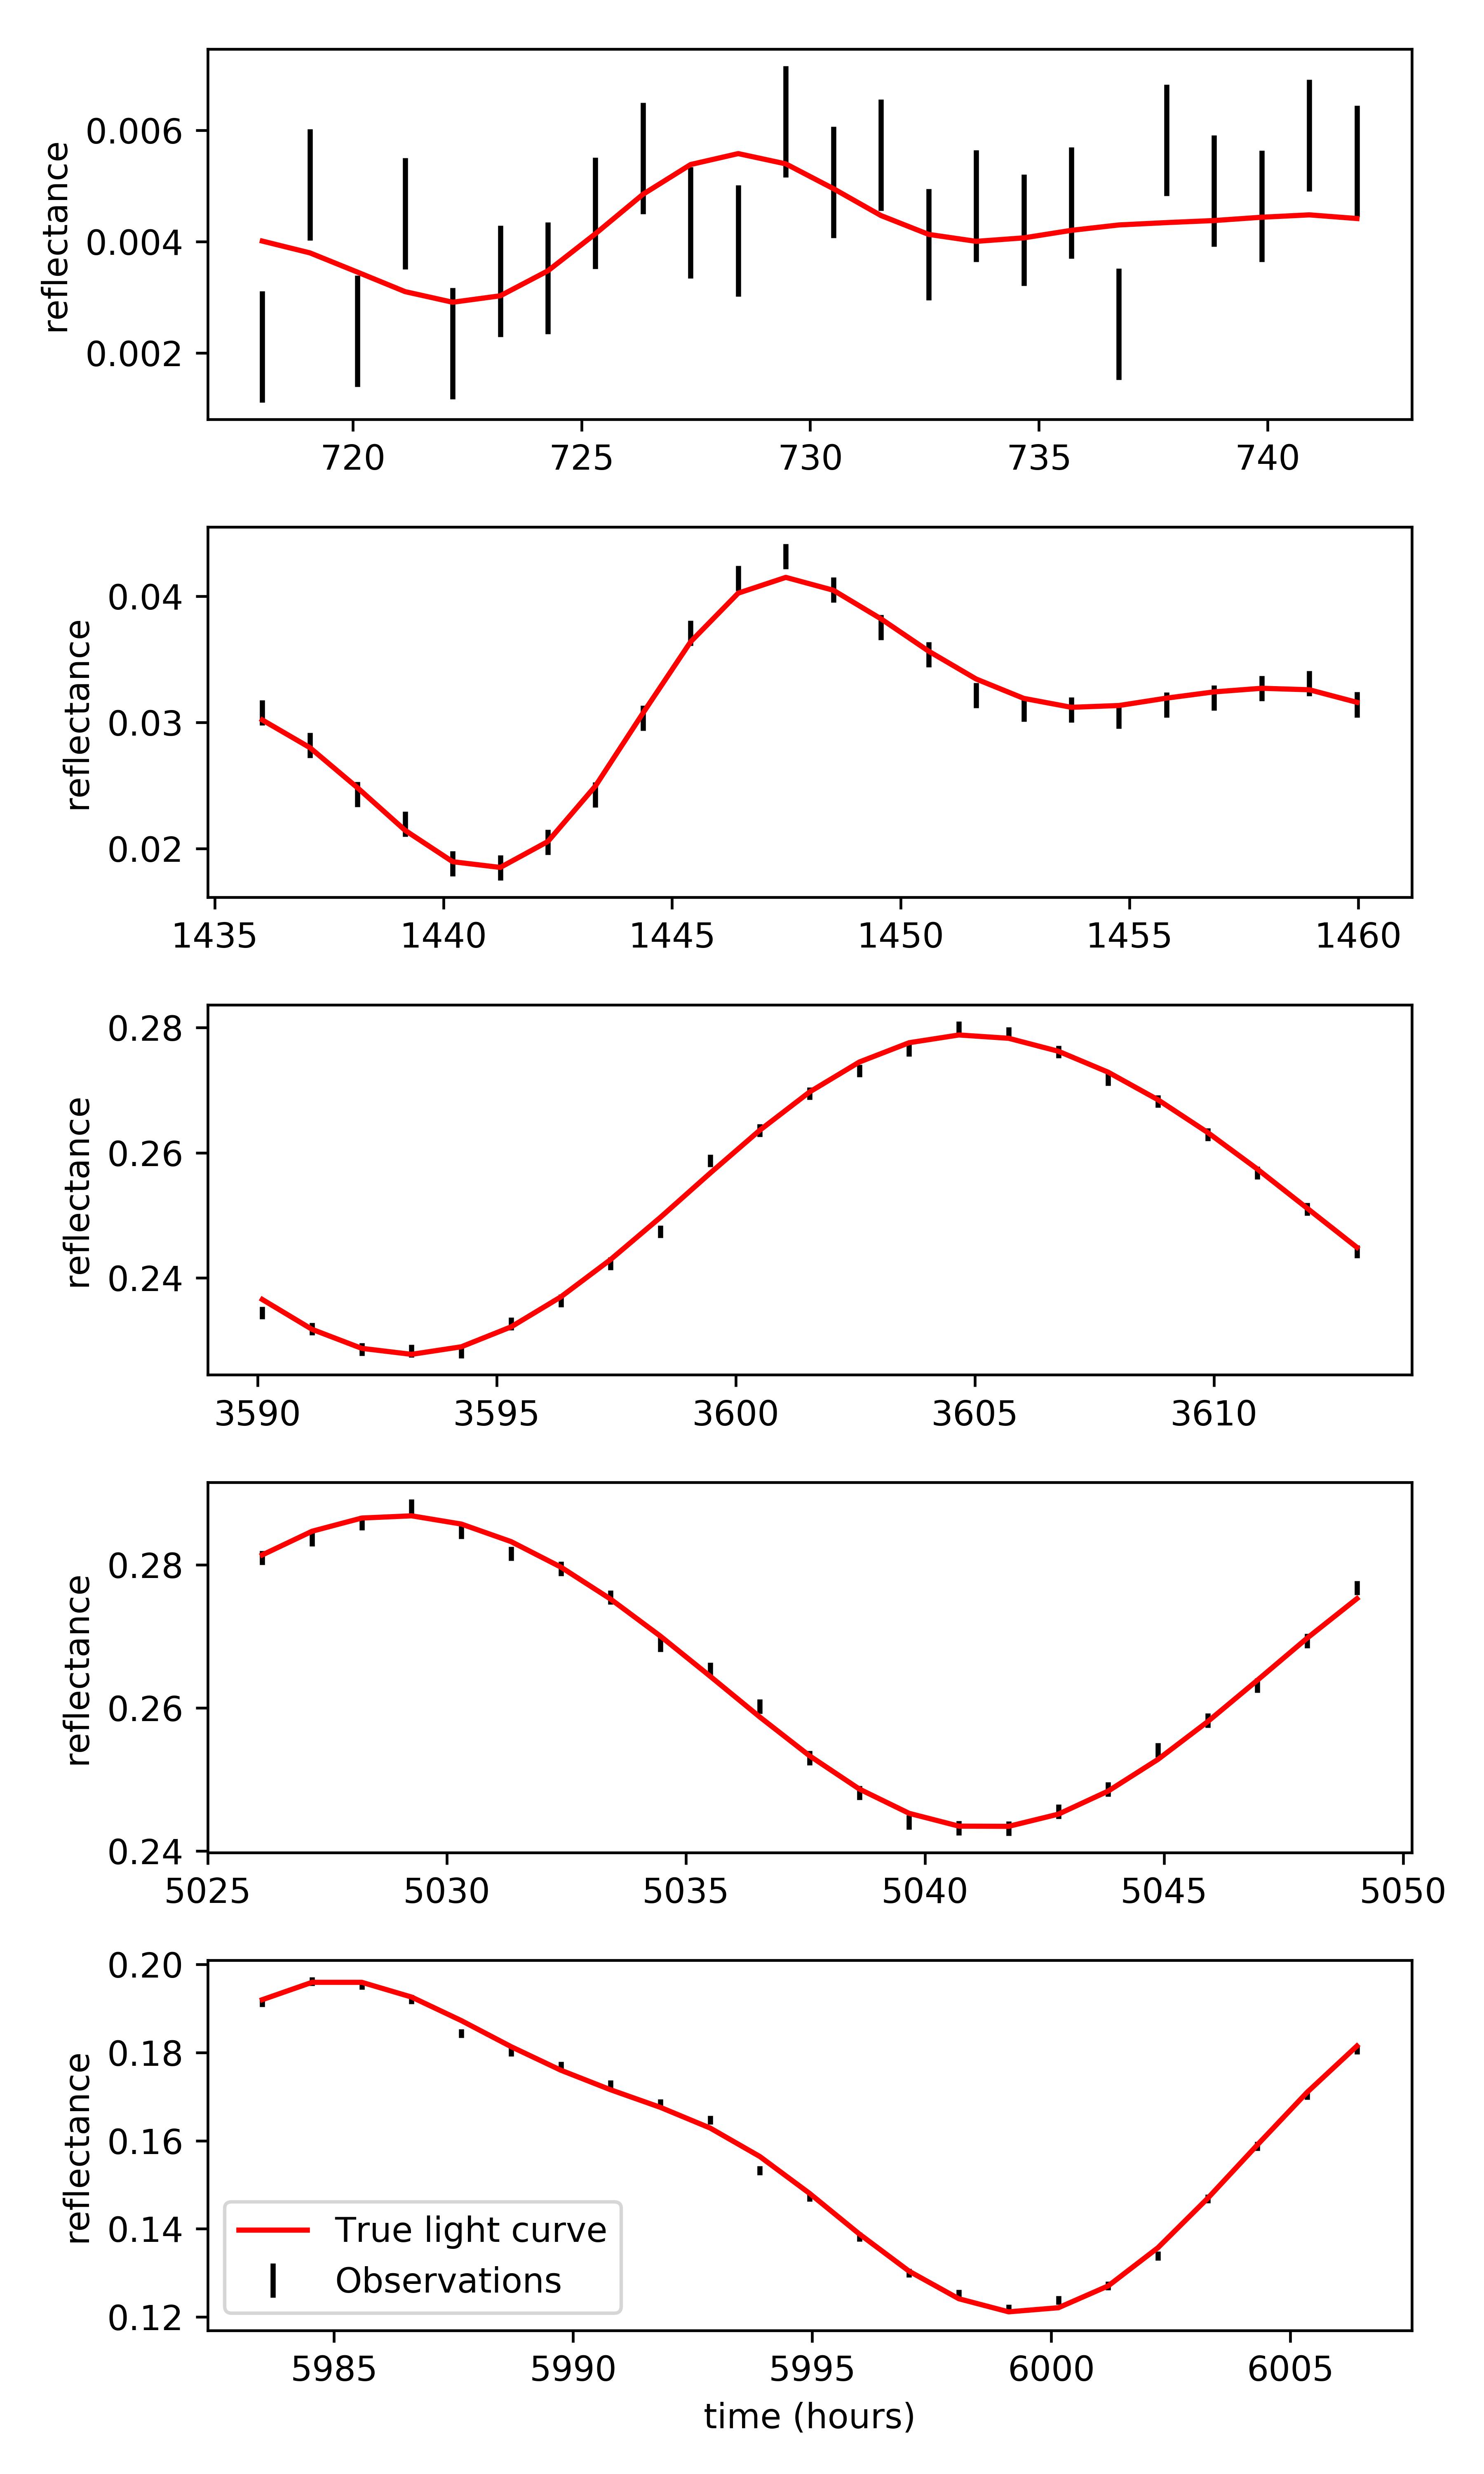 reflectance
0.006
0.004
0.002
720 725 730 735 740
reflectance
0.04
0.03
0.02
1435 1440 1445 1450 1455 1460
reflectance
0.28
0.26
0.24
3590 3595 3600 3605 3610
reflectance
0.28
0.26
0.24
5025 5030 5035 5040 5045 5050
reflectance
0.20
0.18
0.16
0.14
0.12
True light curve
Observations
5985 5990 5995 6000 6005
time (hours)